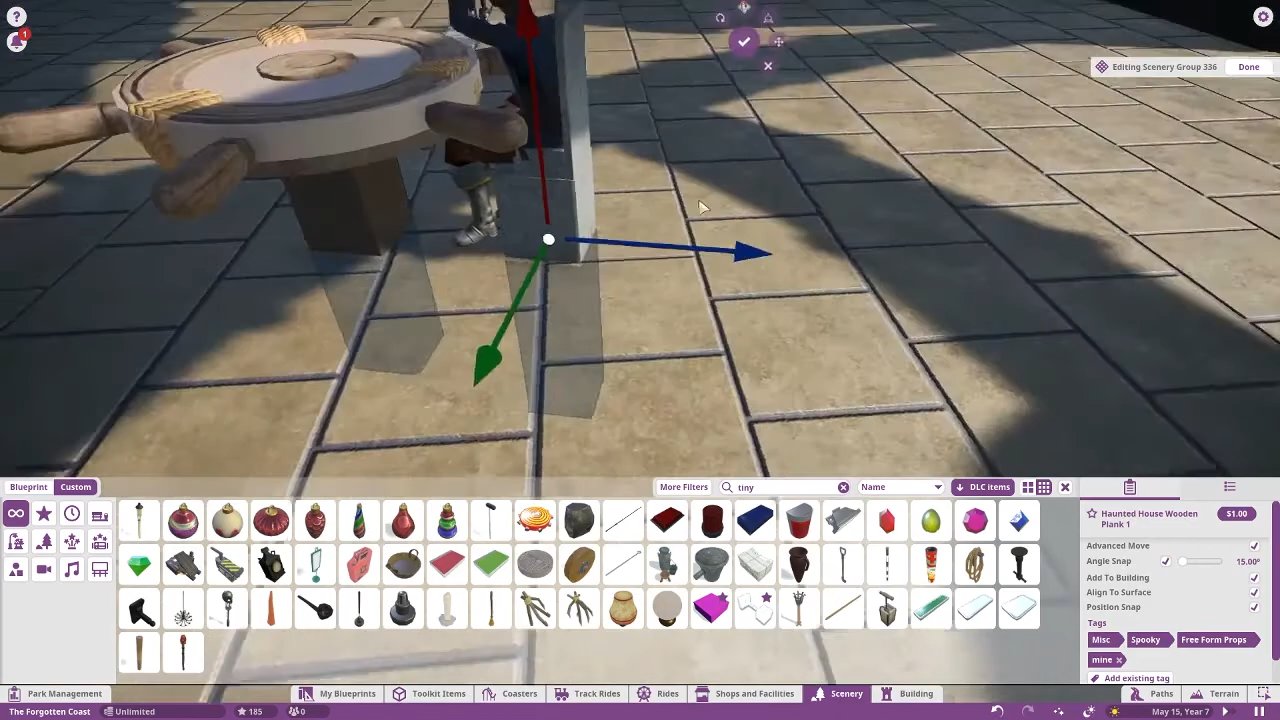 ?
1
Editing Scenery Group 336
Done
Blueprint
Custom
More Filters
tiny
Name
DLC items
Haunted House Wooden
Plank 1
$1.00
Advanced Move
Angle Snap
15.00°
Add To Building
Align To Surface
Position Snap
Tags
Misc
Spooky
Free Form Props
mine
Add existing tag
Park Management
My Blueprints
Toolkit Items
Coasters
Track Rides
Rides
Shops and Facilities
Scenery
Building
Paths
Terrain
The Forgotten Coast
Unlimited
185
0
May 15, Year 7